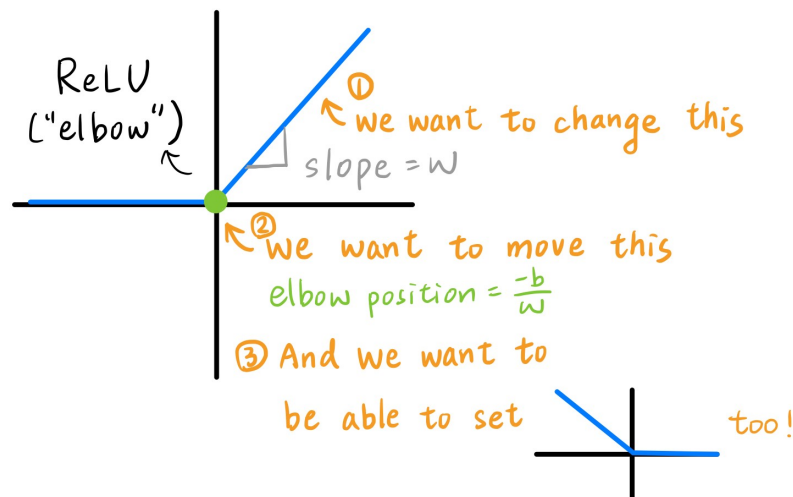 ReLU
("elbow")
① we want to change this
slope = w
② we want to move this
elbow position = -b/w
③ And we want to
be able to set
too!